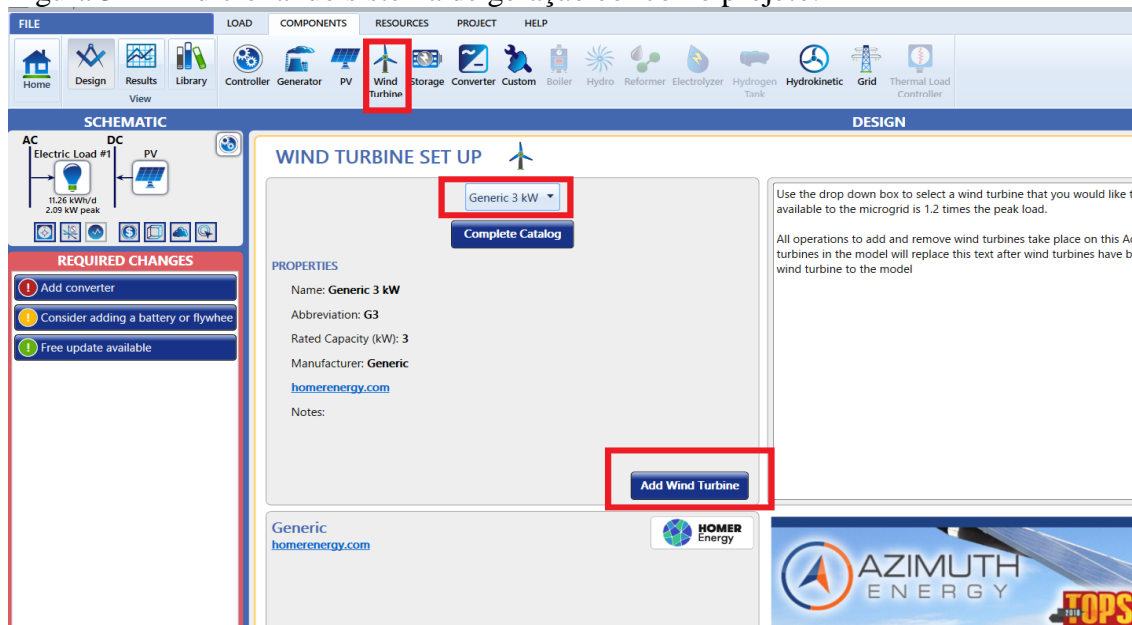 FILE
LOAD
COMPONENTS
RESOURCES
PROJECT
HELP
Home
Design
Results
Library
View
Controller
Generator
PV
Wind
Turbine
Storage
Converter
Custom
Boiler
Hydro
Reformer
Electrolyzer
Hydrogen
Tank
Hydrokinetic
Grid
Thermal Load
Controller
SCHEMATIC
DESIGN
AC
DC
Electric Load #1
PV
11.26 kWh/d
2.09 kW peak
REQUIRED CHANGES
Add converter
Consider adding a battery or flywhee
Free update available
WIND TURBINE SET UP
Generic 3 kW
Complete Catalog
PROPERTIES
Name: Generic 3 kW
Abbreviation: G3
Rated Capacity (kW): 3
Manufacturer: Generic
homerenergy.com
Notes:
Add Wind Turbine
Use the drop down box to select a wind turbine that you would like
available to the microgrid is 1.2 times the peak load.
All operations to add and remove wind turbines take place on this
turbines in the model will replace this text after wind turbines have
wind turbine to the model
Generic
homerenergy.com
HOMER
Energy
AZIMUTH
ENERGY
2018
TOPS